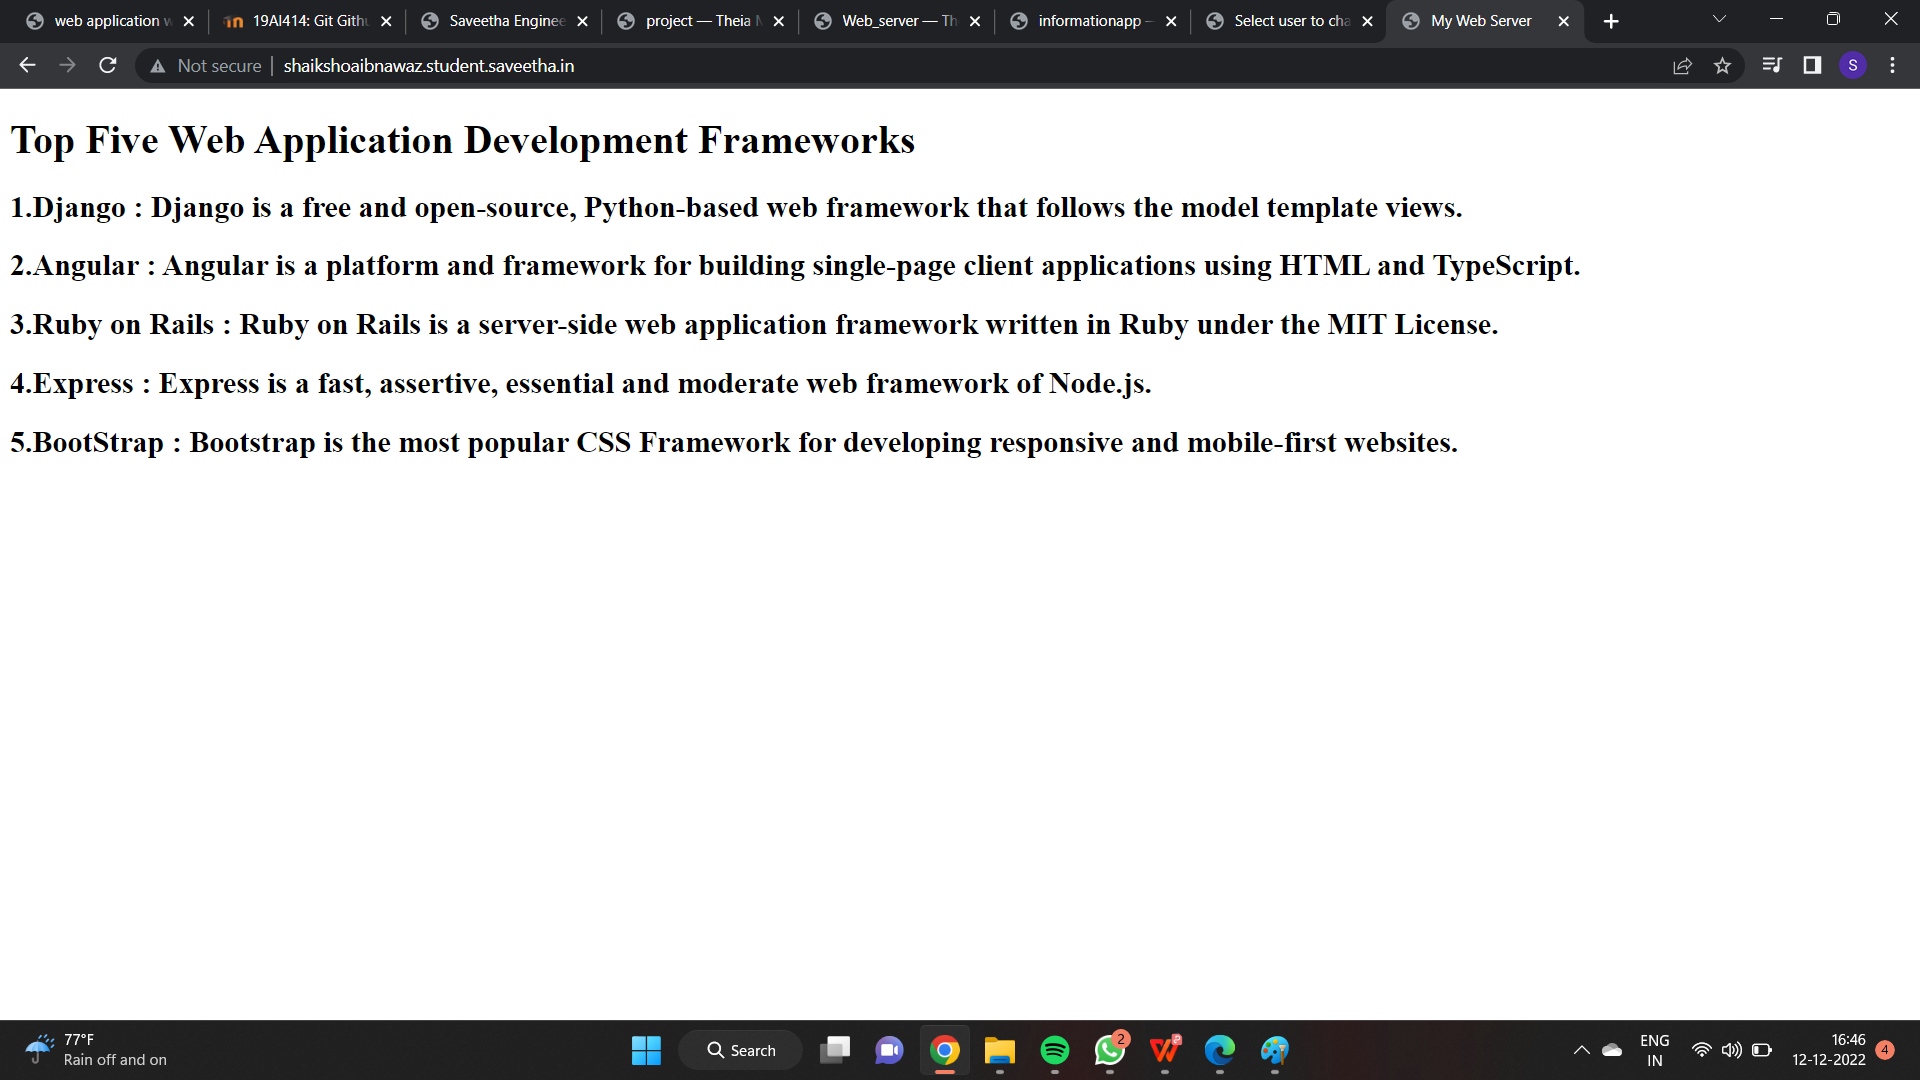 web application
19AI414: Git Gith
Saveetha Enginee
project — Theia
Web_server — Th
informationapp —
Select user to cha
My Web Server
Not secure
shaikshoaibnawaz.student.saveetha.in
S
Top Five Web Application Development Frameworks
1.Django : Django is a free and open-source, Python-based web framework that follows the model template views.
2.Angular : Angular is a platform and framework for building single-page client applications using HTML and TypeScript.
3.Ruby on Rails : Ruby on Rails is a server-side web application framework written in Ruby under the MIT License.
4.Express : Express is a fast, assertive, essential and moderate web framework of Node.js.
5.BootStrap : Bootstrap is the most popular CSS Framework for developing responsive and mobile-first websites.
77°F
Rain off and on
Search
2
ENG
IN
16:46
12-12-2022
4